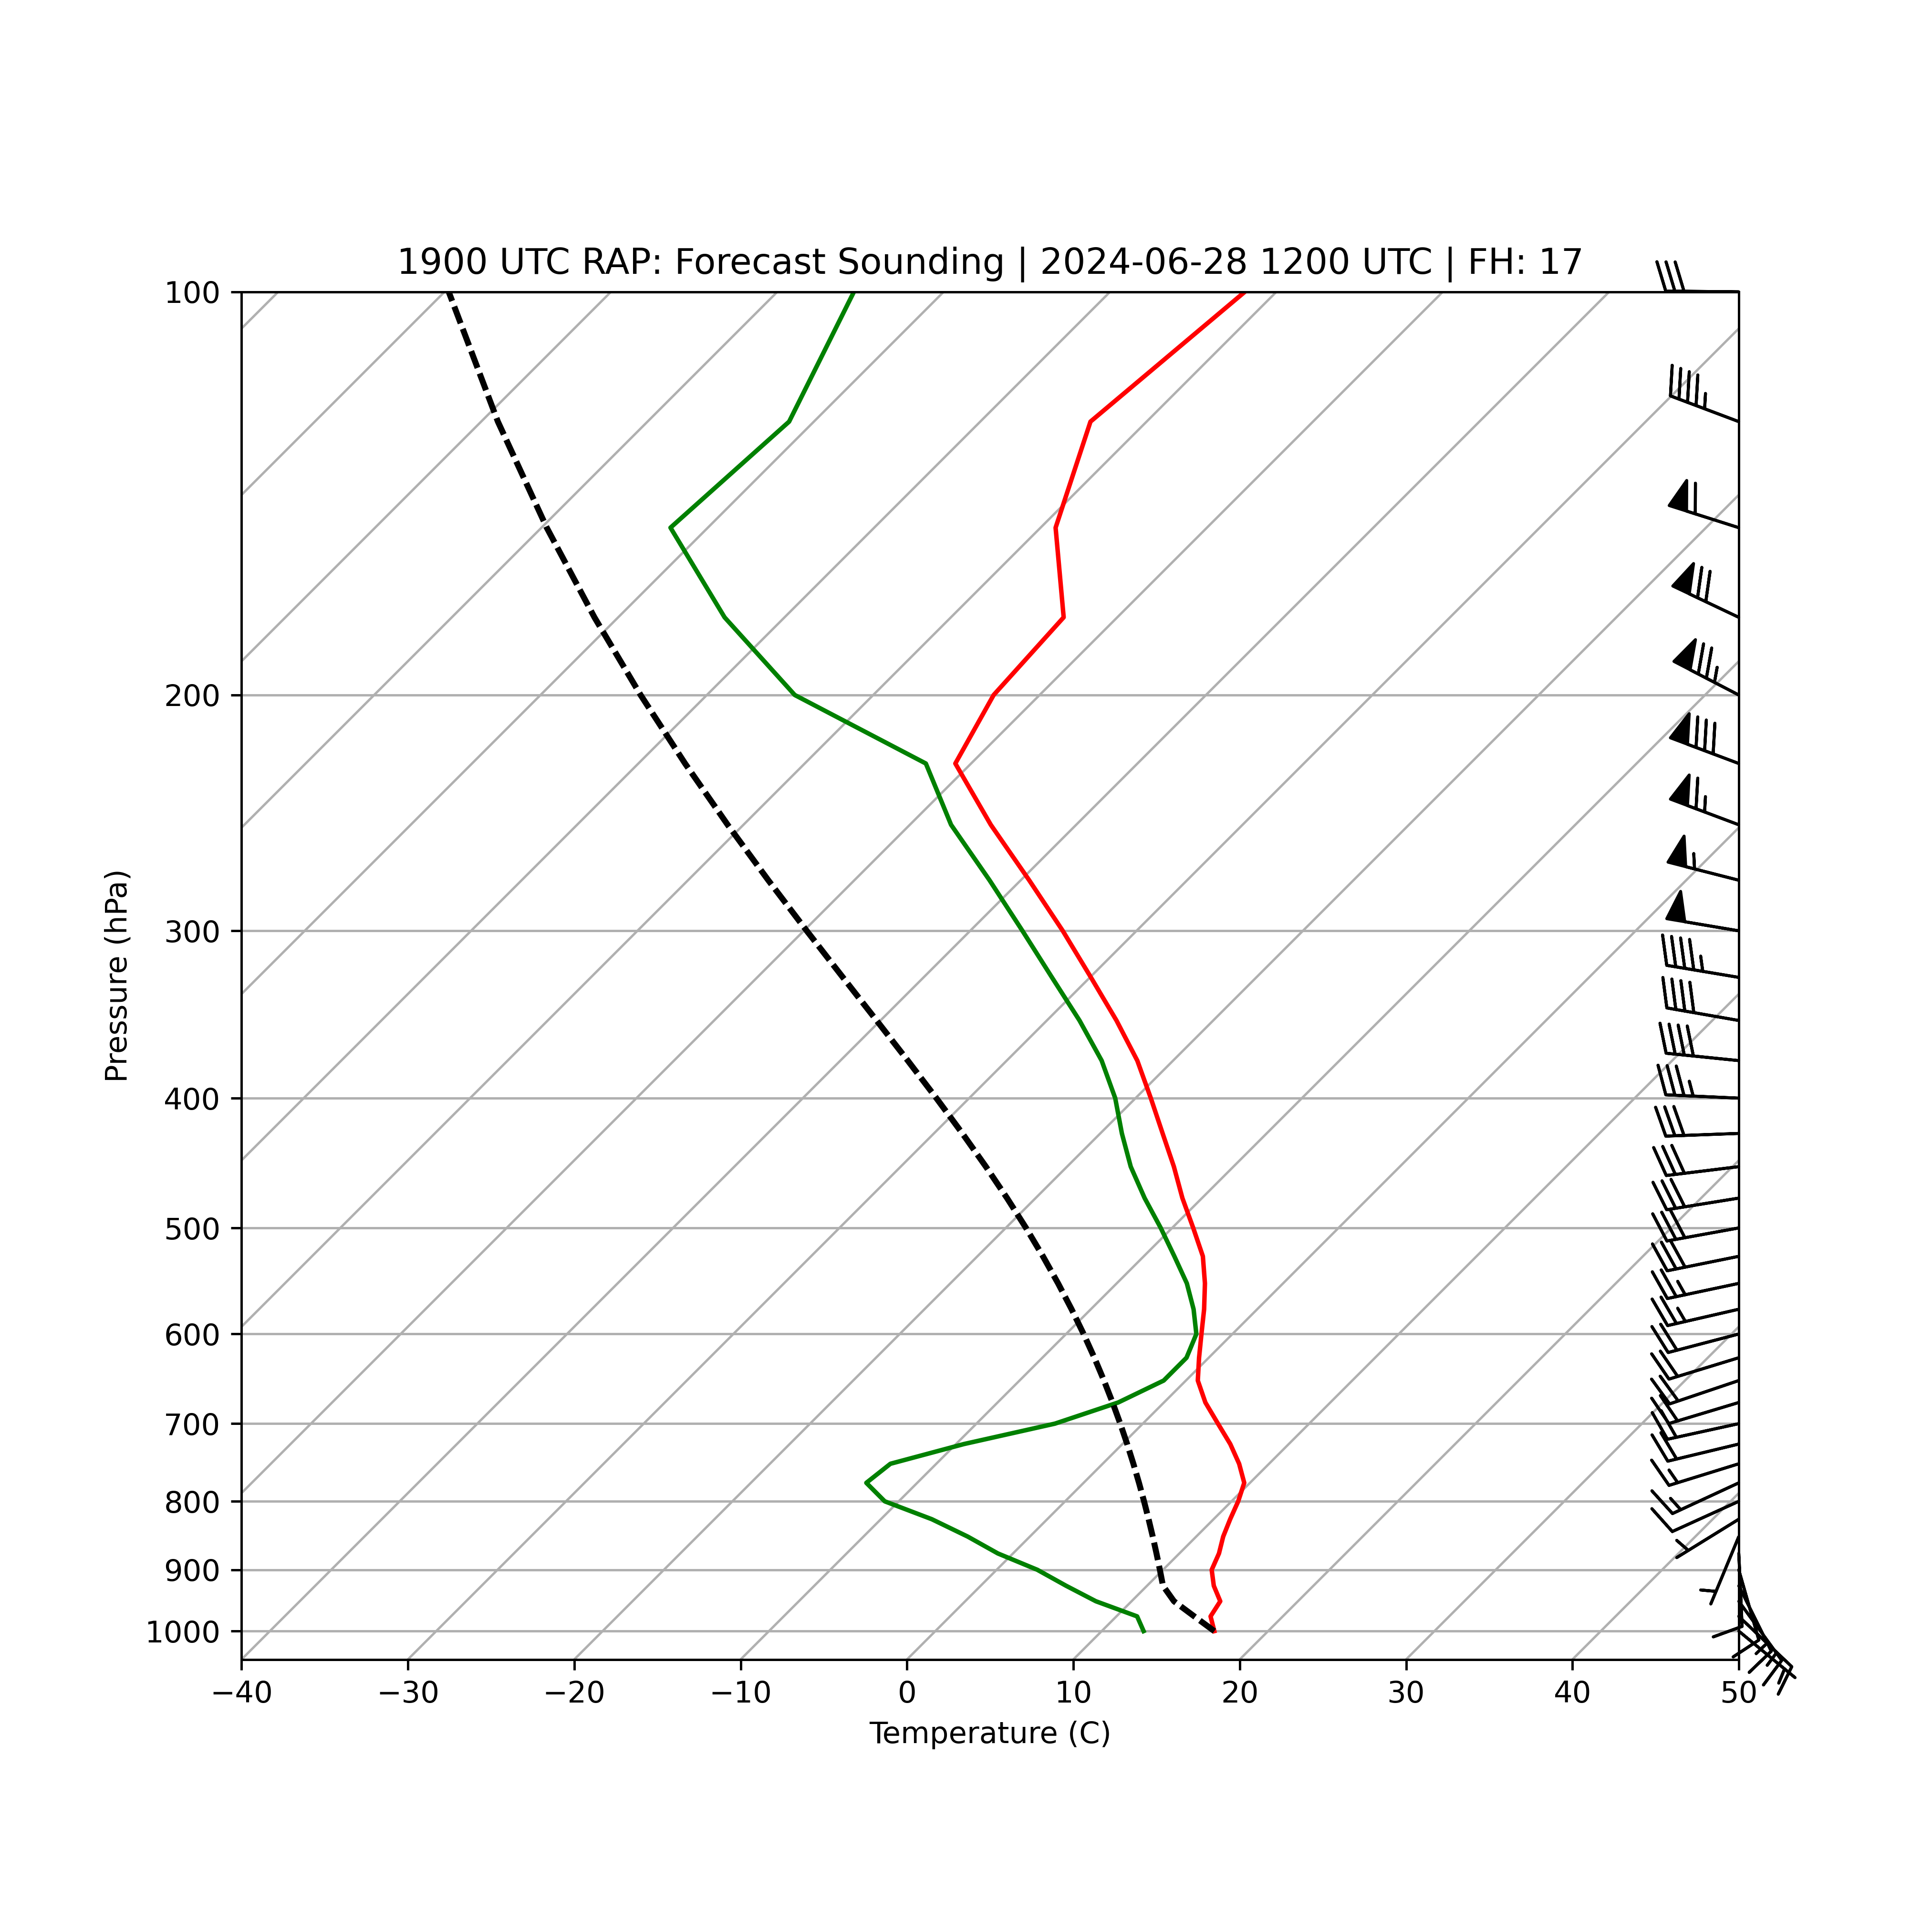 1900 UTC RAP: Forecast Sounding | 2024-06-28 1200 UTC | FH: 17
100
200
300
400
500
600
700
800
900
1000
Pressure (hPa)
−40 −30 −20 −10 0 10 20 30 40 50
Temperature (C)